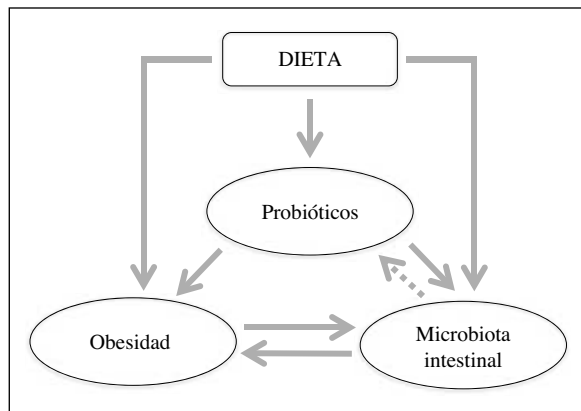 DIETA
Probióticos
Obesidad
Microbiota
intestinal